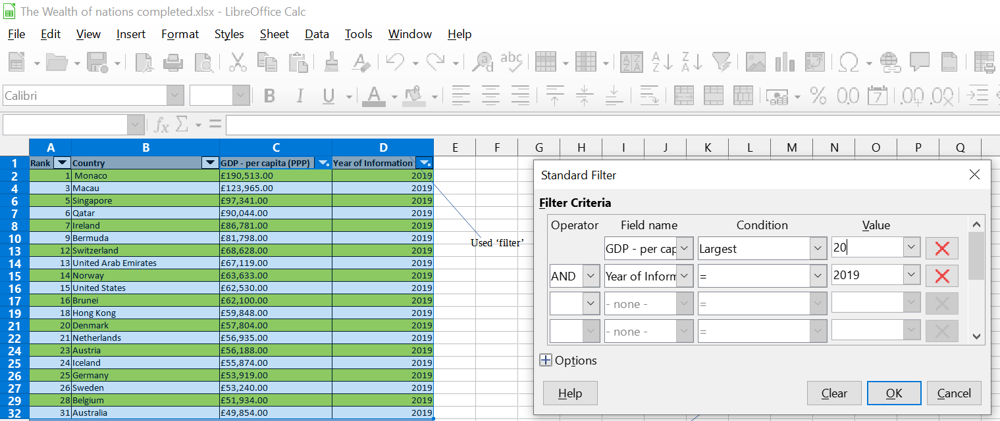 The Wealth of nations completed.xlsx - LibreOffice Calc
File Edit View Insert Format Styles Sheet Data Tools Window Help
Calibri
A B C D E F G H I J K L M N O P Q
1 Rank Country GDP - per capita (PPP) Year of Information
2 1 Monaco £190,513.00 2019
4 3 Macau £123,965.00 2019
6 5 Singapore £97,341.00 2019
7 6 Qatar £90,044.00 2019
8 7 Ireland £86,781.00 2019
10 9 Bermuda £81,798.00 2019
13 12 Switzerland £68,628.00 2019
14 13 United Arab Emirates £67,119.00 2019
15 14 Norway £63,633.00 2019
16 15 United States £62,530.00 2019
17 16 Brunei £62,100.00 2019
19 18 Hong Kong £59,848.00 2019
21 20 Denmark £57,804.00 2019
22 21 Netherlands £56,935.00 2019
24 23 Austria £56,188.00 2019
25 24 Iceland £55,874.00 2019
26 25 Germany £53,919.00 2019
27 26 Sweden £53,240.00 2019
29 28 Belgium £51,934.00 2019
32 31 Australia £49,854.00 2019
Used ‘filter’
Standard Filter
Filter Criteria
Operator Field name Condition Value
GDP - per cap Largest 20
AND Year of Inform = 2019
- none - =
- none - =
Options
Help Clear OK Cancel